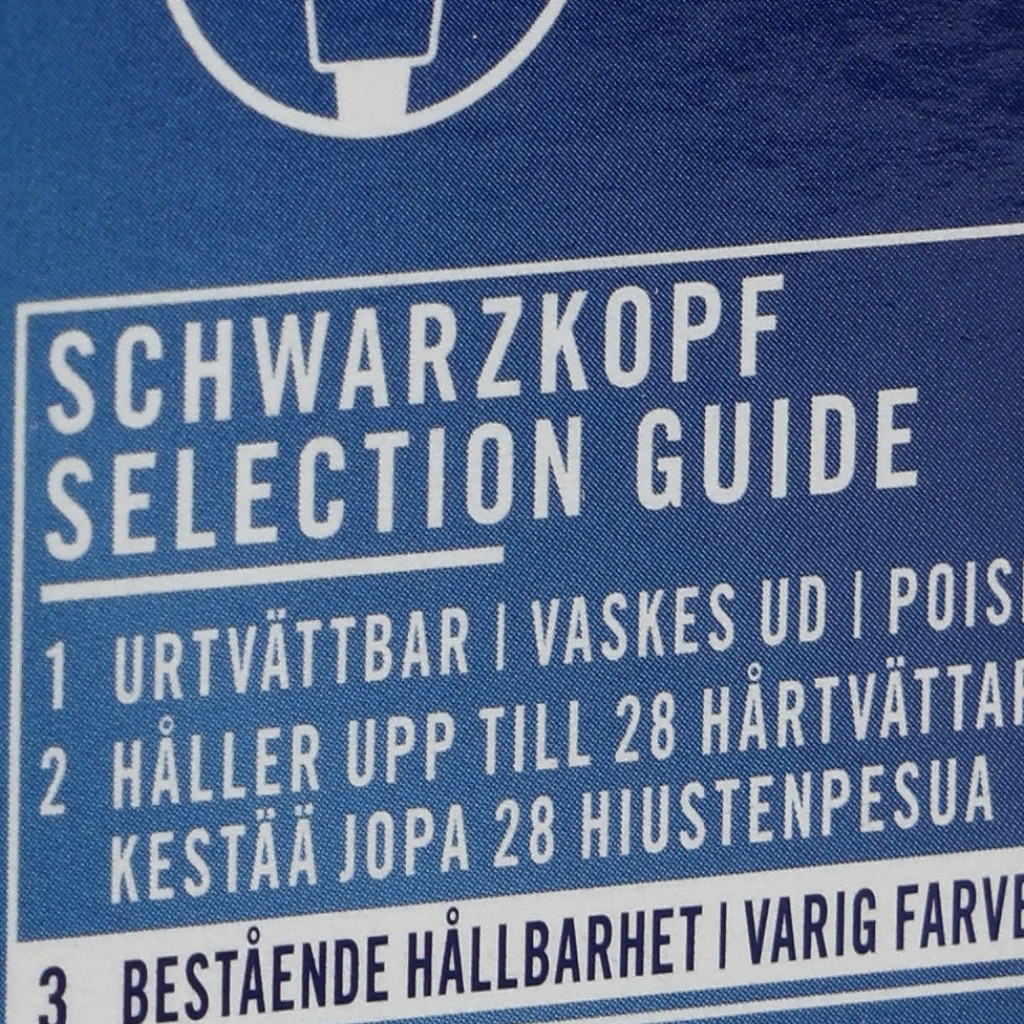 SCHWARZKOPF
SELECTION GUIDE
1 URTVÄTTBAR | VASKES UD |
2 HÅLLER UPP TILL 28
KESTÄÄ JOPA 28 HIUSTENPESUA
3 BESTÅENDE HÅLLBARHET | VARIG